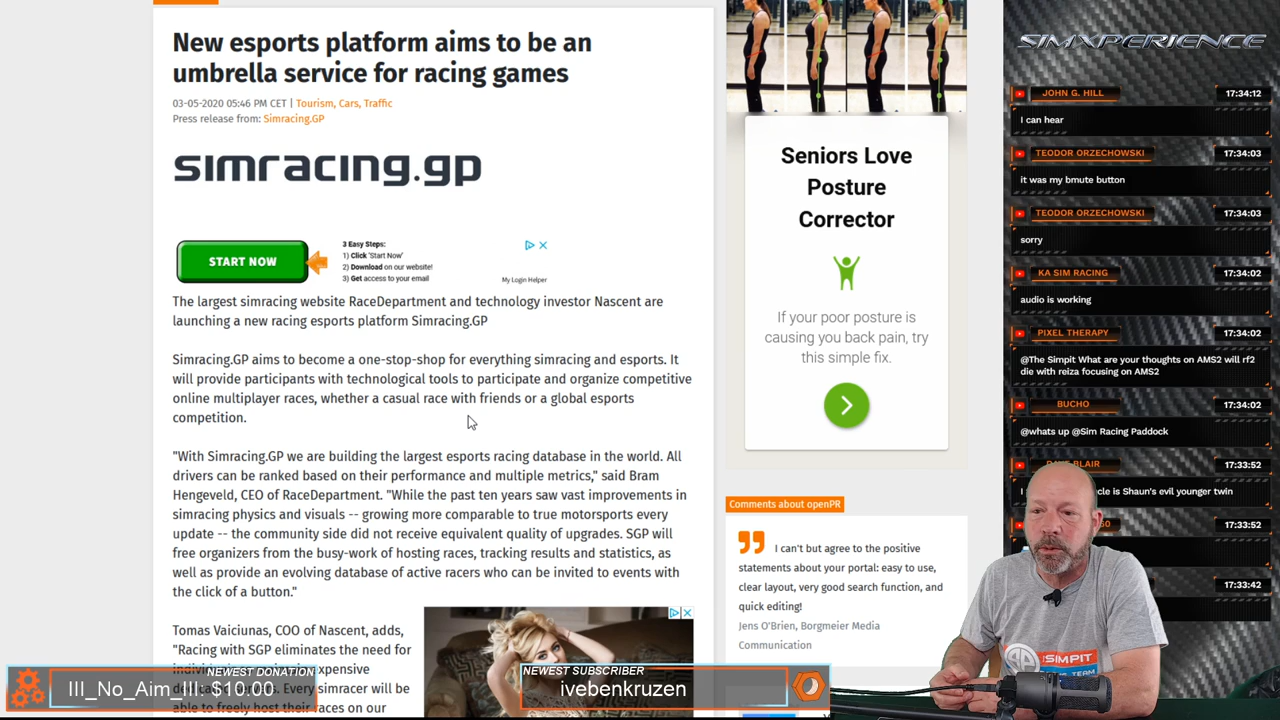 New esports platform aims to be an
umbrella service for racing games
03-05-2020 05:46 PM CET | Tourism, Cars, Traffic
Press release from: Simracing.GP
simracing.gp
START NOW
3 Easy Steps:
1) Click 'Start Now'
2) Download on our website!
3) Get access to your email
My Login Helper
The largest simracing website RaceDepartment and technology investor Nascent are
launching a new racing esports platform Simracing.GP
Simracing.GP aims to become a one-stop-shop for everything simracing and esports. It
will provide participants with technological tools to participate and organize competitive
online multiplayer races, whether a casual race with friends or a global esports
competition.
"With Simracing.GP we are building the largest esports racing database in the world. All
drivers can be ranked based on their performance and multiple metrics," said Bram
Hengeveld, CEO of RaceDepartment. "While the past ten years saw vast improvements in
simracing physics and visuals -- growing more comparable to true motorsports every
update -- the community side did not receive equivalent quality of upgrades. SGP will
free organizers from the busy-work of hosting races, tracking results and statistics, as
well as provide an evolving database of active racers who can be invited to events with
the click of a button."
Tomas Vaiciunas, COO of Nascent, adds,
"Racing with SGP eliminates the need for
Every simracer will be
able to freely host their races on our
Seniors Love
Posture
Corrector
If your poor posture is
causing you back pain, try
this simple fix.
Comments about openPR
I can't but agree to the positive
statements about your portal: easy to use,
clear layout, very good search function, and
quick editing!
Jens O'Brien, Borgmeier Media
Communication
SIMXPERIENCE
JOHN G. HILL 17:34:12
I can hear
TEODOR ORZECHOWSKI 17:34:03
it was my bmute button
TEODOR ORZECHOWSKI 17:34:03
sorry
KA SIM RACING 17:34:02
audio is working
PIXEL THERAPY 17:34:02
@The Simpit What are your thoughts on AMS2 will rf2
die with reiza focusing on AMS2
BUCHO 17:34:02
@whats up @Sim Racing Paddock
BLAIR 17:33:52
is Shaun's evil younger twin
17:33:52
17:33:42
SIMPIT
TEAM
NEWEST DONATION
III_No_Aim_III: $10.00
NEWEST SUBSCRIBER
ivebenkruzen